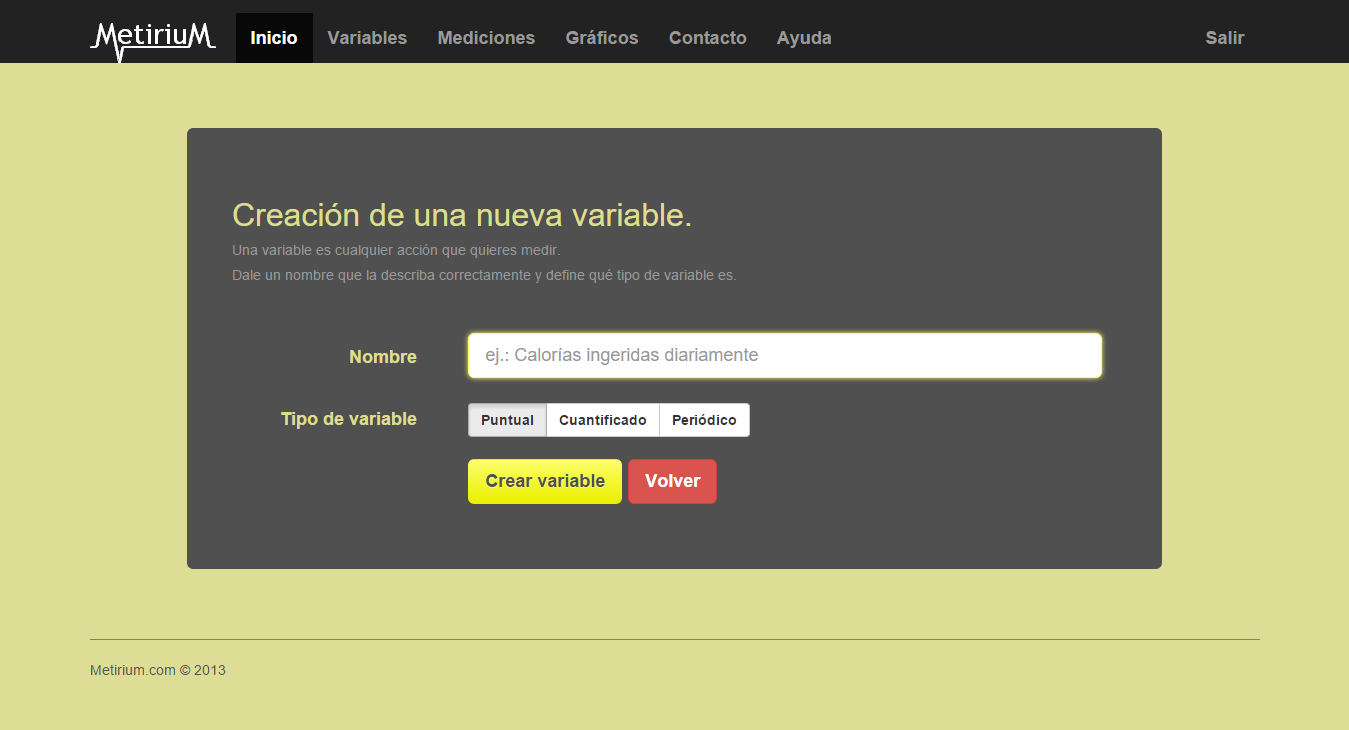 MetiriuM Inicio Variables Mediciones Gráficos Contacto Ayuda Salir
Creación de una nueva variable.
Una variable es cualquier acción que quieres medir.
Dale un nombre que la describa correctamente y define qué tipo de variable es.
Nombre ej.: Calorías ingeridas diariamente
Tipo de variable Puntual Cuantificado Periódico
Crear variable Volver
Metirium.com © 2013